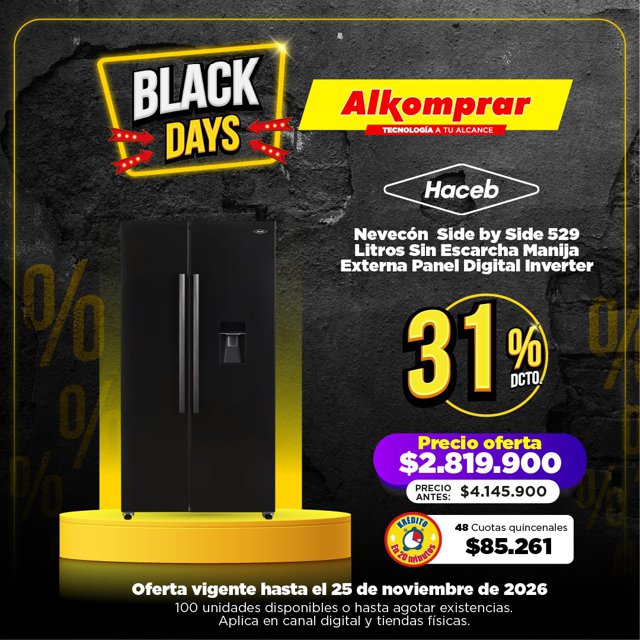 BLACK
DAYS
Alkomprar
TECNOLOGÍA A TU ALCANCE
Haceb
Nevecón Side by Side 529
Litros Sin Escarcha Manija
Externa Panel Digital Inverter
31%
DCTO.
Precio oferta
$2.819.900
PRECIO
ANTES: $4.145.900
KRÉDITO
En 20 minutos
48 Cuotas quincenales
$85.261
Oferta vigente hasta el 25 de noviembre de 2026
100 unidades disponibles o hasta agotar existencias.
Aplica en canal digital y tiendas físicas.